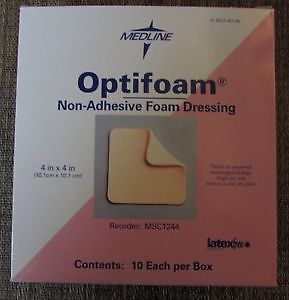 MEDLINE
Optifoam®
Non-Adhesive Foam Dressing
4 in x 4 in
(10.1cm x 10.1 cm)
Reorder: MSC1244
latexfree
Contents: 10 Each per Box